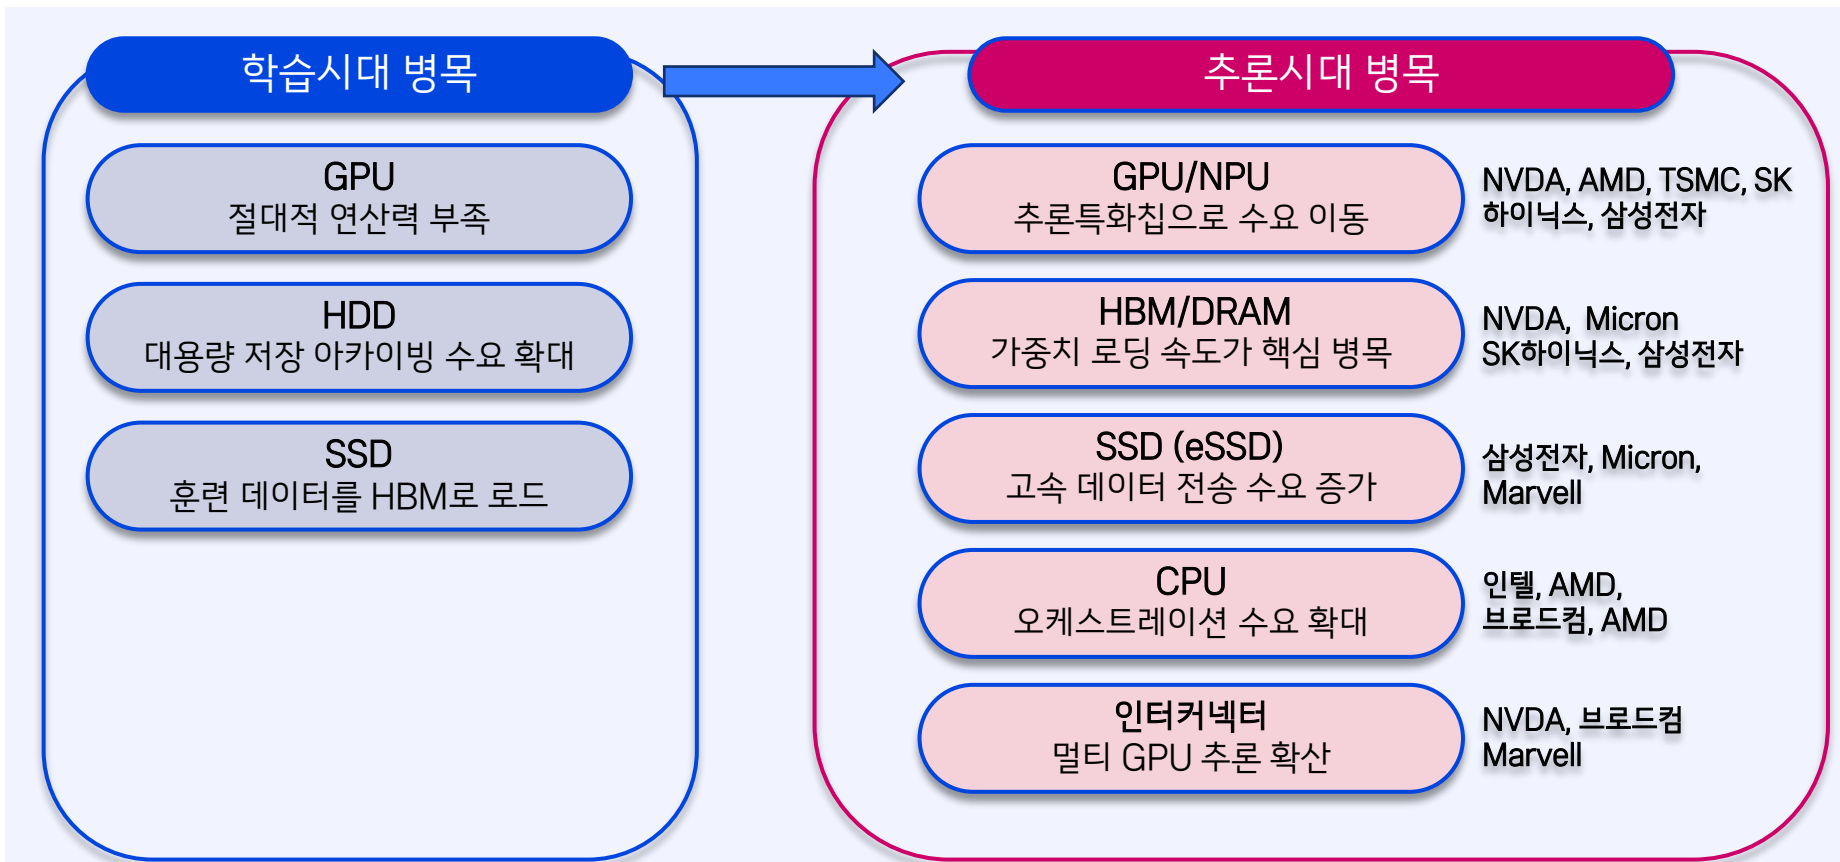 학습시대 병목
GPU
절대적 연산력 부족
HDD
대용량 저장 아카이빙 수요 확대
SSD
훈련 데이터를 HBM로 로드
추론시대 병목
GPU/NPU
추론특화칩으로 수요 이동
NVDA, AMD, TSMC, SK
하이닉스, 삼성전자
HBM/DRAM
가중치 로딩 속도가 핵심 병목
NVDA, Micron
SK하이닉스, 삼성전자
SSD (eSSD)
고속 데이터 전송 수요 증가
삼성전자, Micron,
Marvell
CPU
오케스트레이션 수요 확대
인텔, AMD,
브로드컴, AMD
인터커넥터
멀티 GPU 추론 확산
NVDA, 브로드컴
Marvell